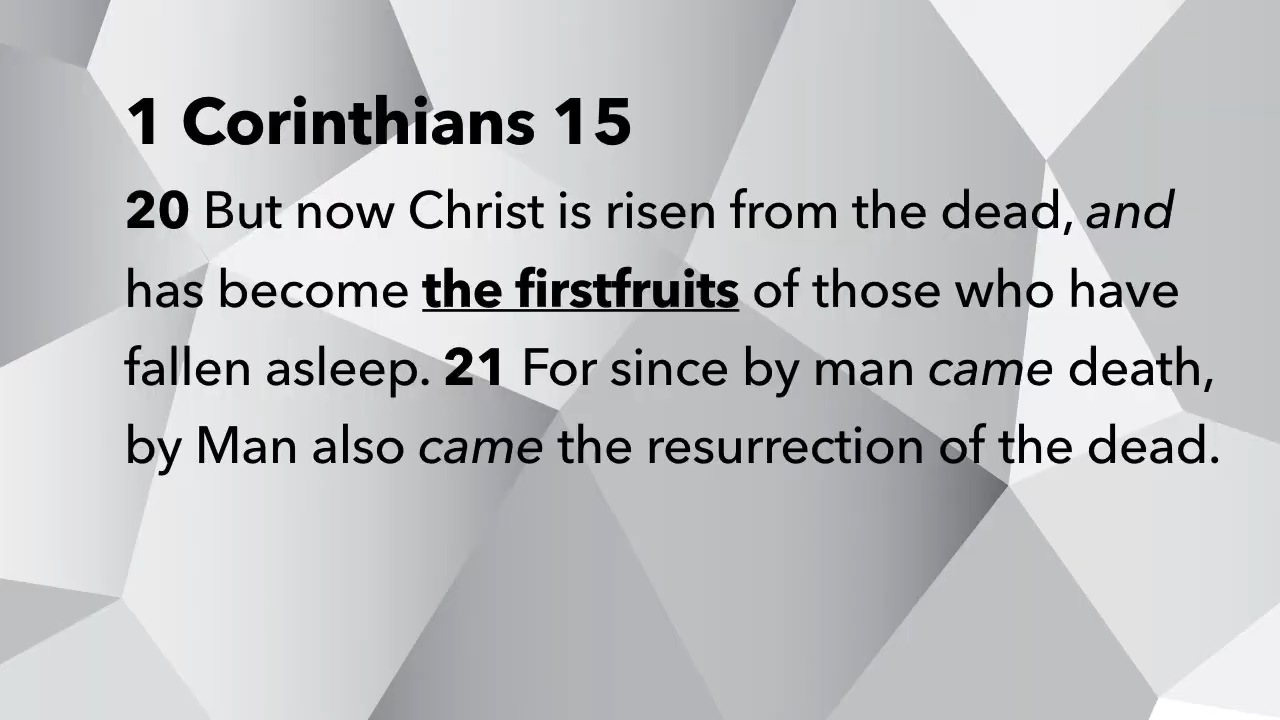 1 Corinthians 15
20 But now Christ is risen from the dead, and
has become the firstfruits of those who have
fallen asleep. 21 For since by man came death,
by Man also came the resurrection of the dead.